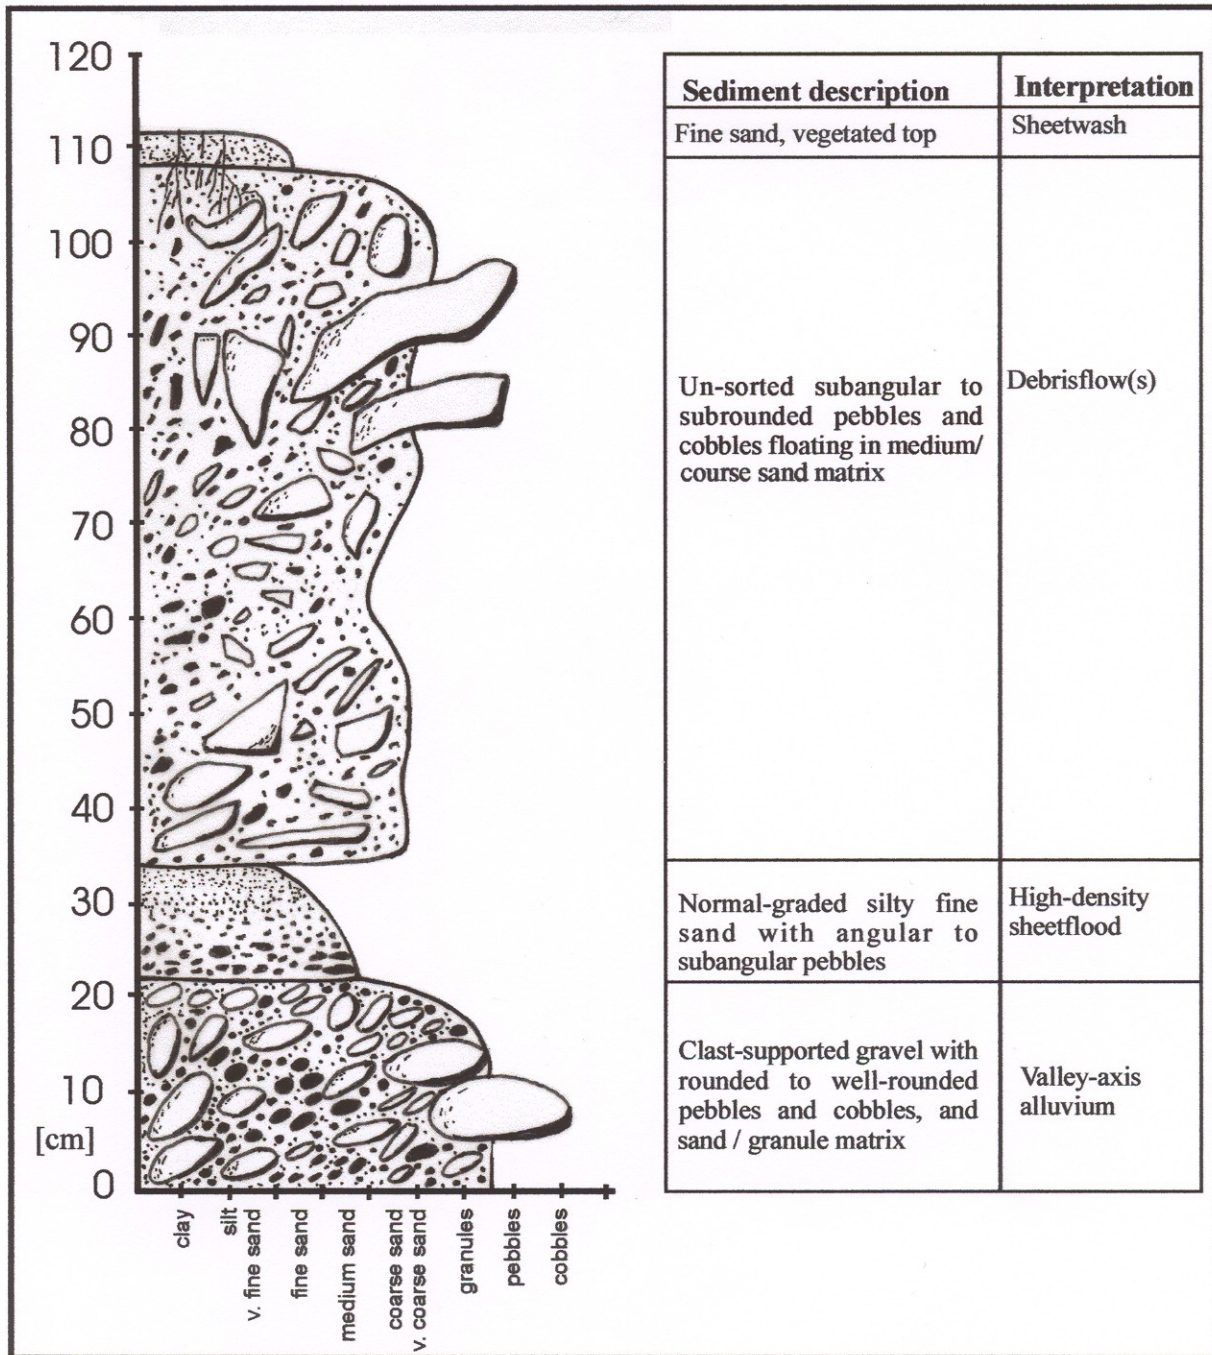 120
110
100
90
80
70
60
50
40
30
20
10
[cm]
0
clay
silt
v. fine sand
fine sand
medium sand
coarse sand
v. coarse sand
granules
pebbles
cobbles
Sediment description
Interpretation
Fine sand, vegetated top
Sheetwash
Un-sorted subangular to
subrounded pebbles and
cobbles floating in medium/
course sand matrix
Debrisflow(s)
Normal-graded silty fine
sand with angular to
subangular pebbles
High-density
sheetflood
Clast-supported gravel with
rounded to well-rounded
pebbles and cobbles, and
sand / granule matrix
Valley-axis
alluvium